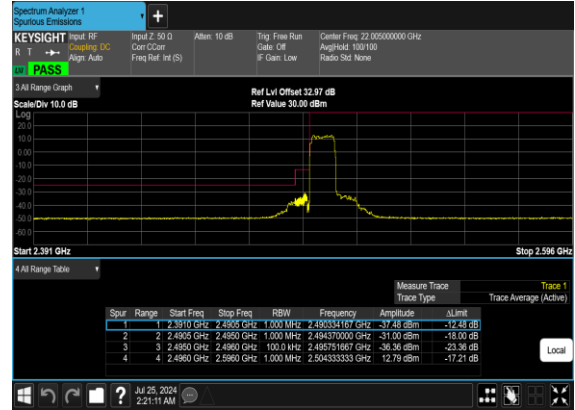 Spectrum Analyzer 1
Spurious Emissions
KEYSIGHT Input: RF Input Z: 50 Ω Atten: 10 dB Trig: Free Run Center Freq: 22.005000000 GHz
R T Coupling: DC Corr CCorr Gate: Off Avg|Hold: 100/100
Align: Auto Freq Ref: Int (S) IF Gain: Low Radio Std: None
LXI PASS
3 All Range Graph
Ref Lvl Offset 32.97 dB
Scale/Div 10.0 dB Ref Value 30.00 dBm
Log
20.0
10.0
0.00
-10.0
-20.0
-30.0
-40.0
-50.0
-60.0
Start 2.391 GHz Stop 2.596 GHz
4 All Range Table
Measure Trace Trace 1
Trace Type Trace Average (Active)
Spur Range Start Freq Stop Freq RBW Frequency Amplitude ΔLimit
1 1 2.3910 GHz 2.4905 GHz 1.000 MHz 2.490334167 GHz -37.48 dBm -12.48 dB
2 2 2.4905 GHz 2.4950 GHz 1.000 MHz 2.494370000 GHz -31.00 dBm -18.00 dB
3 3 2.4950 GHz 2.4960 GHz 100.0 kHz 2.495751667 GHz -36.36 dBm -23.36 dB
4 4 2.4960 GHz 2.5960 GHz 1.000 MHz 2.504333333 GHz 12.79 dBm -17.21 dB
Local
Jul 25, 2024
2:21:11 AM